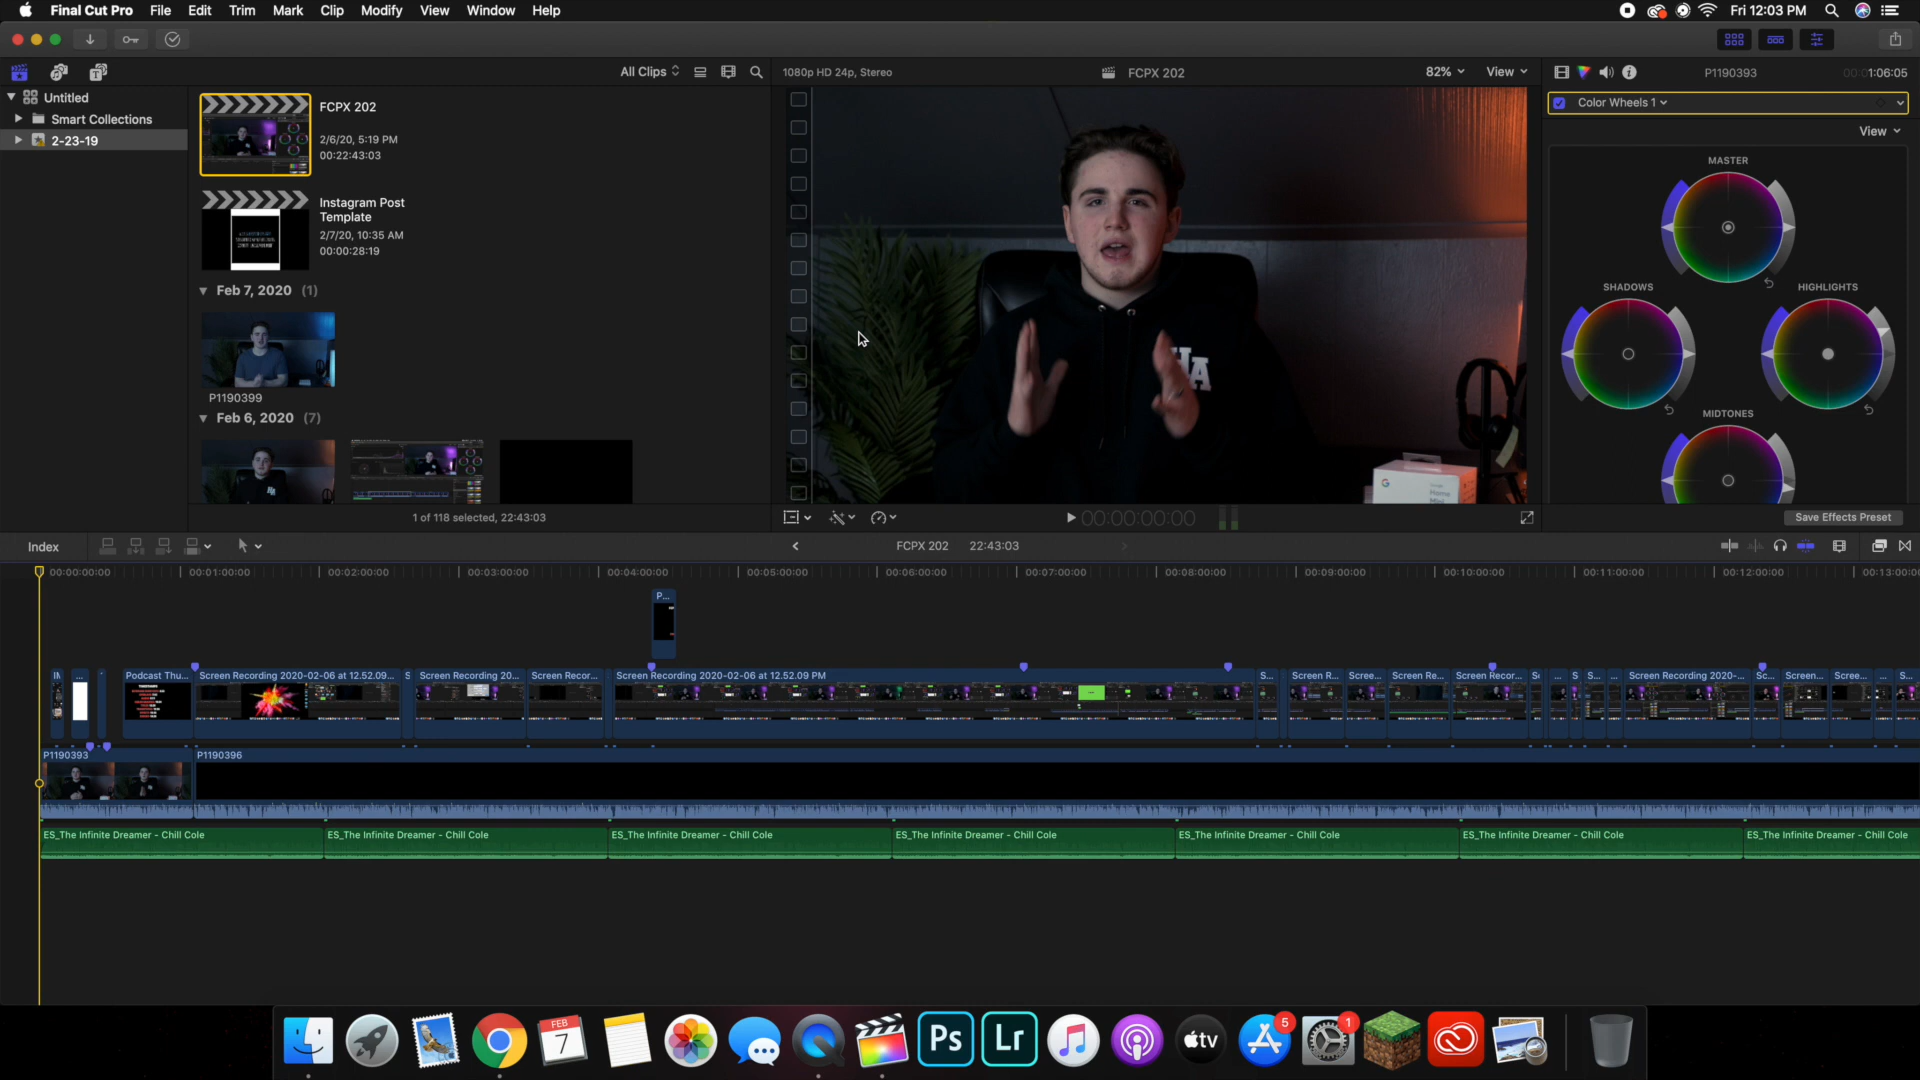 Final Cut Pro File Edit Trim Mark Clip Modify View Window Help
Fri 12:03 PM
All Clips
1080p HD 24p, Stereo
FCPX 202
82%
View
P1190393
00:01:06:05
Untitled
Smart Collections
2-23-19
FCPX 202
2/6/20, 5:19 PM
00:22:43:03
Instagram Post
Template
2/7/20, 10:35 AM
00:00:28:19
Feb 7, 2020 (1)
P1190399
Feb 6, 2020 (7)
1 of 118 selected, 22:43:03
HA
G
Home
Mini
00:00:00:00
Color Wheels 1
View
MASTER
SHADOWS
HIGHLIGHTS
MIDTONES
Save Effects Preset
Index
FCPX 202
22:43:03
00:00:00:00 00:01:00:00 00:02:00:00 00:03:00:00 00:04:00:00 00:05:00:00 00:06:00:00 00:07:00:00 00:08:00:00 00:09:00:00 00:10:00:00 00:11:00:00 00:12:00:00 00:13:00:0
P...
... Podcast Thu... Screen Recording 2020-02-06 at 12.52.09... S Screen Recording 20... Screen Recor... Screen Recording 2020-02-06 at 12.52.09 PM S... Screen R... Scree... Screen Re... Screen Recor... S ... S S... ... Screen Recording 2020-... Sc... Screen... Scree... ... S...
P1190393 P1190396
ES_The Infinite Dreamer - Chill Cole ES_The Infinite Dreamer - Chill Cole ES_The Infinite Dreamer - Chill Cole ES_The Infinite Dreamer - Chill Cole ES_The Infinite Dreamer - Chill Cole ES_The Infinite Dreamer - Chill Cole ES_The Infinite Dreamer - Chill Cole
FEB
7
Ps
Lr
tv
5
1